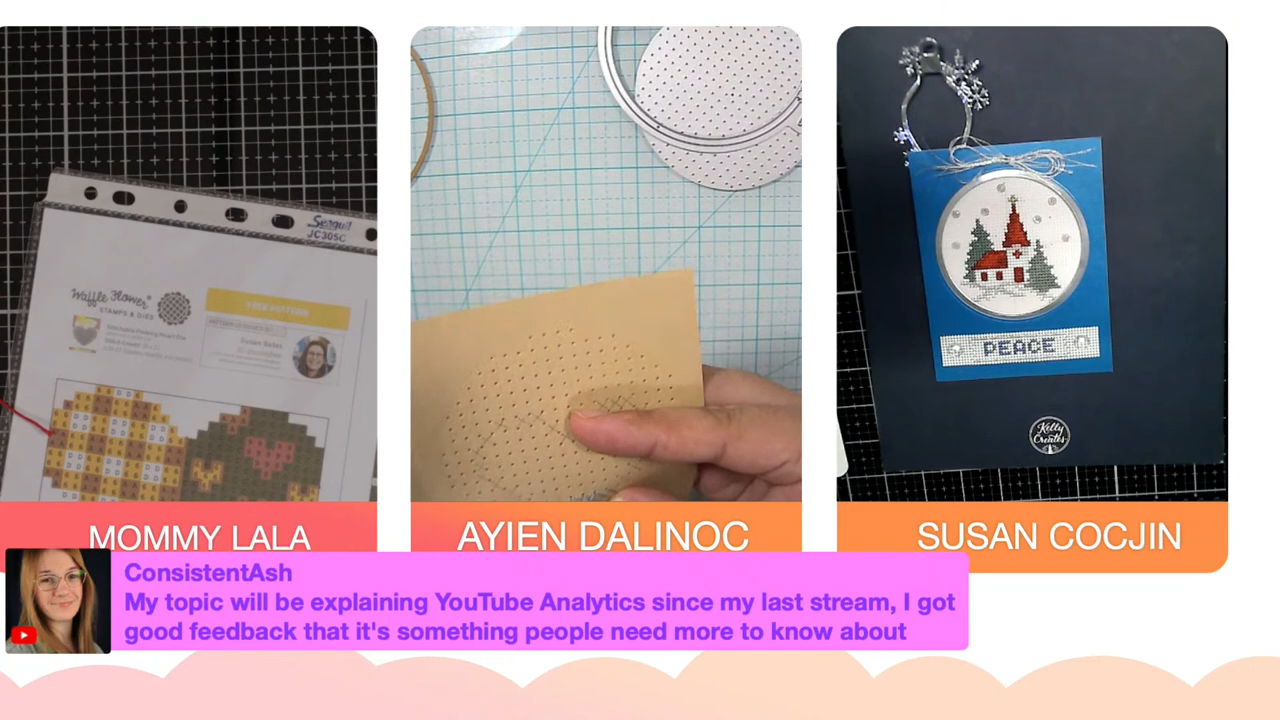 Seagull
JC305C
Waffle Flower
STAMPS & DIES
FREE PATTERN
Susan Bates
PEACE
Kelly
Creates
MOMMY LALA
AYIEN DALINOC
SUSAN COCJIN
ConsistentAsh
My topic will be explaining YouTube Analytics since my last stream, I got
good feedback that it's something people need more to know about